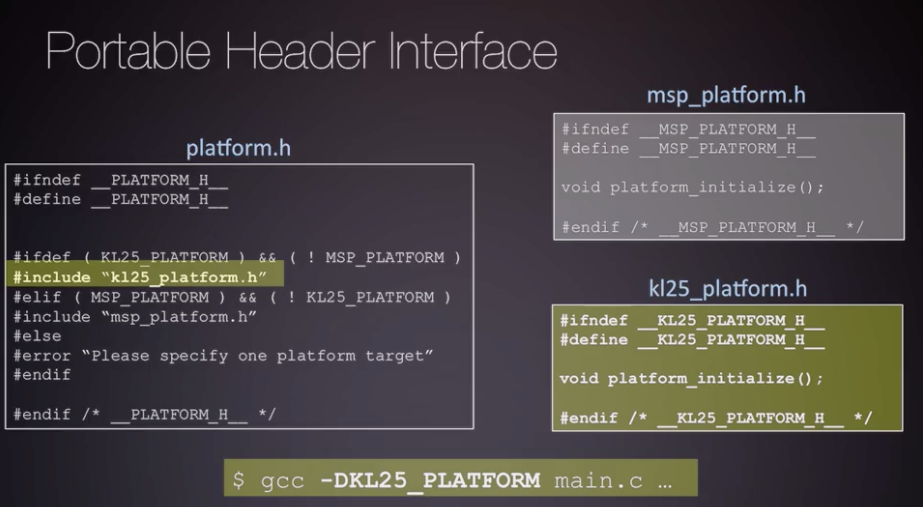 Portable Header Interface
platform.h
#ifndef __PLATFORM_H__
#define __PLATFORM_H__
#ifdef ( KL25_PLATFORM ) && ( ! MSP_PLATFORM )
#include “kl25_platform.h”
#elif ( MSP_PLATFORM ) && ( ! KL25_PLATFORM )
#include “msp_platform.h”
#else
#error “Please specify one platform target”
#endif
#endif /* __PLATFORM_H__ */
msp_platform.h
#ifndef __MSP_PLATFORM_H__
#define __MSP_PLATFORM_H__
void platform_initialize();
#endif /* __MSP_PLATFORM_H__ */
kl25_platform.h
#ifndef __KL25_PLATFORM_H__
#define __KL25_PLATFORM_H__
void platform_initialize();
#endif /* __KL25_PLATFORM_H__ */
$ gcc -DKL25_PLATFORM main.c …